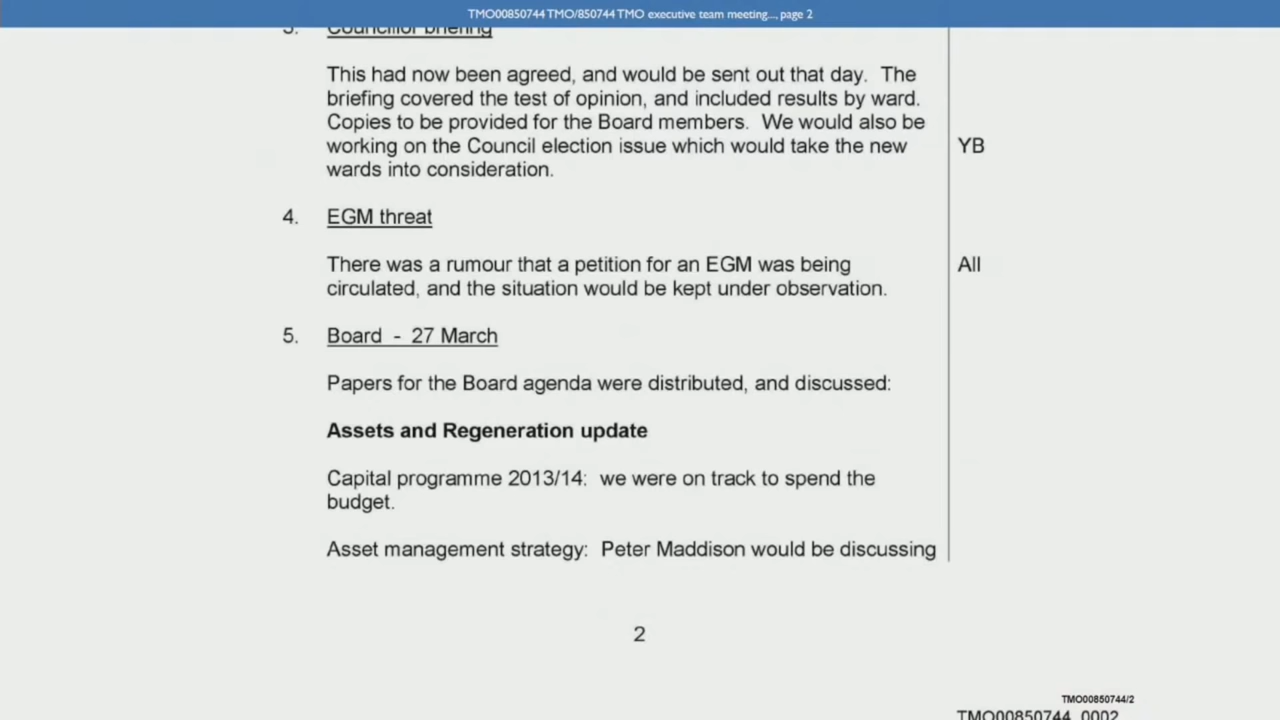 TMO00850744 TMO/850744 TMO executive team meeting..., page 2
3. Councillor briefing
This had now been agreed, and would be sent out that day. The
briefing covered the test of opinion, and included results by ward.
Copies to be provided for the Board members. We would also be
working on the Council election issue which would take the new YB
wards into consideration.
4. EGM threat
There was a rumour that a petition for an EGM was being All
circulated, and the situation would be kept under observation.
5. Board - 27 March
Papers for the Board agenda were distributed, and discussed:
Assets and Regeneration update
Capital programme 2013/14: we were on track to spend the
budget.
Asset management strategy: Peter Maddison would be discussing
2
TMO00850744/2
TMO00850744_0002